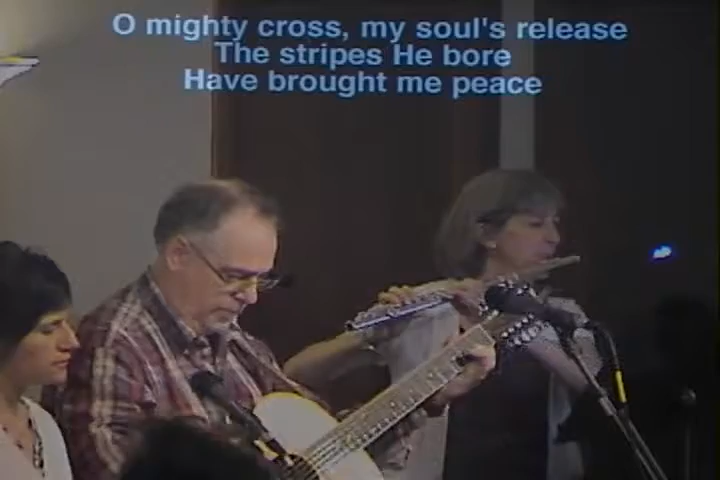 O mighty cross, my soul's release
The stripes He bore
Have brought me peace